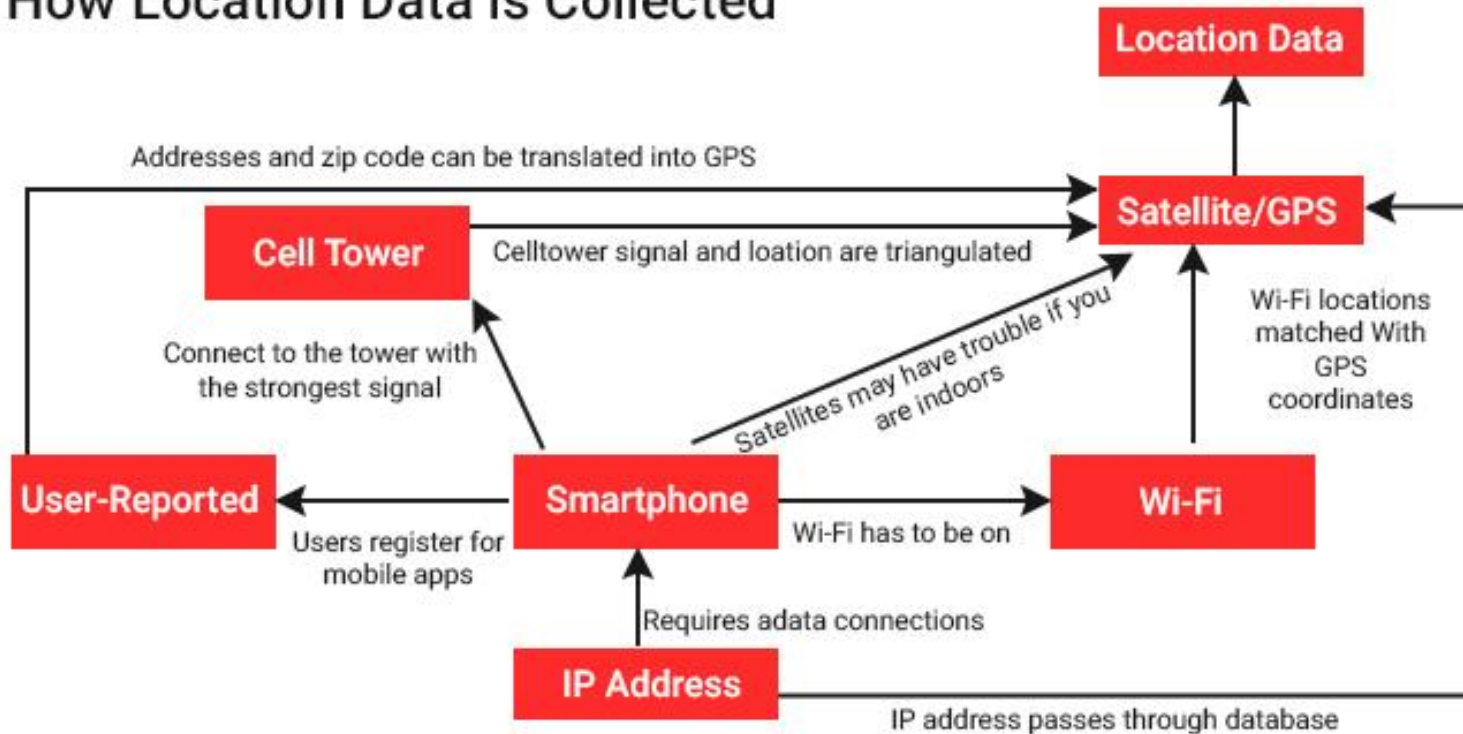 How Location Data is Collected
Location Data
Addresses and zip code can be translated into GPS
Satellite/GPS
Cell Tower
Celltower signal and loation are triangulated
Satellites may have trouble if you
are indoors
Wi-Fi locations
matched With
GPS
coordinates
Connect to the tower with
the strongest signal
User-Reported
Users register for
mobile apps
Smartphone
Wi-Fi has to be on
Wi-Fi
Requires adata connections
IP Address
IP address passes through database